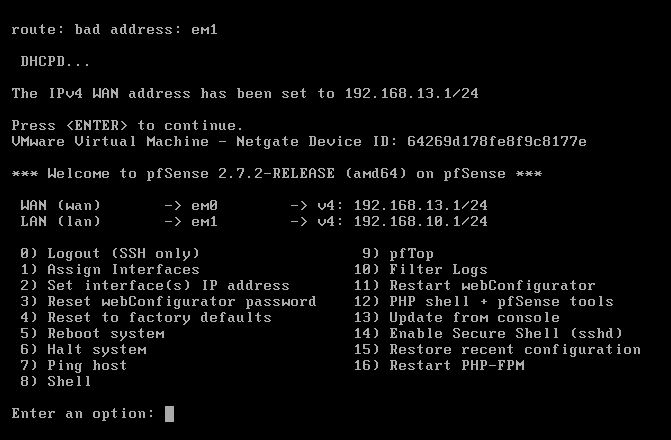 route: bad address: em1
DHCPD...
The IPv4 WAN address has been set to 192.168.13.1/24
Press <ENTER> to continue.
VMware Virtual Machine - Netgate Device ID: 64269d178fe8f9c8177e
*** Welcome to pfSense 2.7.2-RELEASE (amd64) on pfSense ***
WAN (wan) -> em0 -> v4: 192.168.13.1/24
LAN (lan) -> em1 -> v4: 192.168.10.1/24
0) Logout (SSH only) 9) pfTop
1) Assign Interfaces 10) Filter Logs
2) Set interface(s) IP address 11) Restart webConfigurator
3) Reset webConfigurator password 12) PHP shell + pfSense tools
4) Reset to factory defaults 13) Update from console
5) Reboot system 14) Enable Secure Shell (sshd)
6) Halt system 15) Restore recent configuration
7) Ping host 16) Restart PHP-FPM
8) Shell
Enter an option: